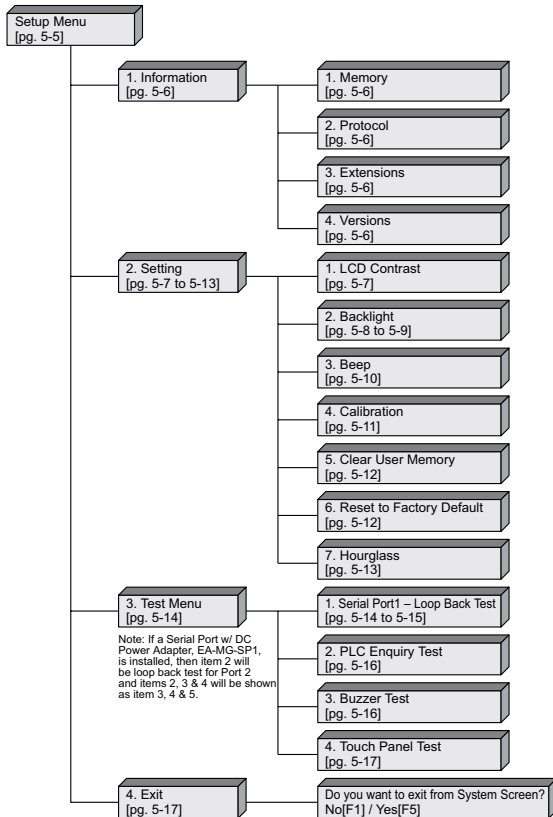 Setup Menu
[pg. 5-5]
1. Information
[pg. 5-6]
1. Memory
[pg. 5-6]
2. Protocol
[pg. 5-6]
3. Extensions
[pg. 5-6]
4. Versions
[pg. 5-6]
2. Setting
[pg. 5-7 to 5-13]
1. LCD Contrast
[pg. 5-7]
2. Backlight
[pg. 5-8 to 5-9]
3. Beep
[pg. 5-10]
4. Calibration
[pg. 5-11]
5. Clear User Memory
[pg. 5-12]
6. Reset to Factory Default
[pg. 5-12]
7. Hourglass
[pg. 5-13]
3. Test Menu
[pg. 5-14]
Note: If a Serial Port w/ DC
Power Adapter, EA-MG-SP1,
is installed, then item 2 will
be loop back test for Port 2
and items 2, 3 & 4 will be shown
as item 3, 4 & 5.
1. Serial Port1 – Loop Back Test
[pg. 5-14 to 5-15]
2. PLC Enquiry Test
[pg. 5-16]
3. Buzzer Test
[pg. 5-16]
4. Touch Panel Test
[pg. 5-17]
4. Exit
[pg. 5-17]
Do you want to exit from System Screen?
No[F1] / Yes[F5]